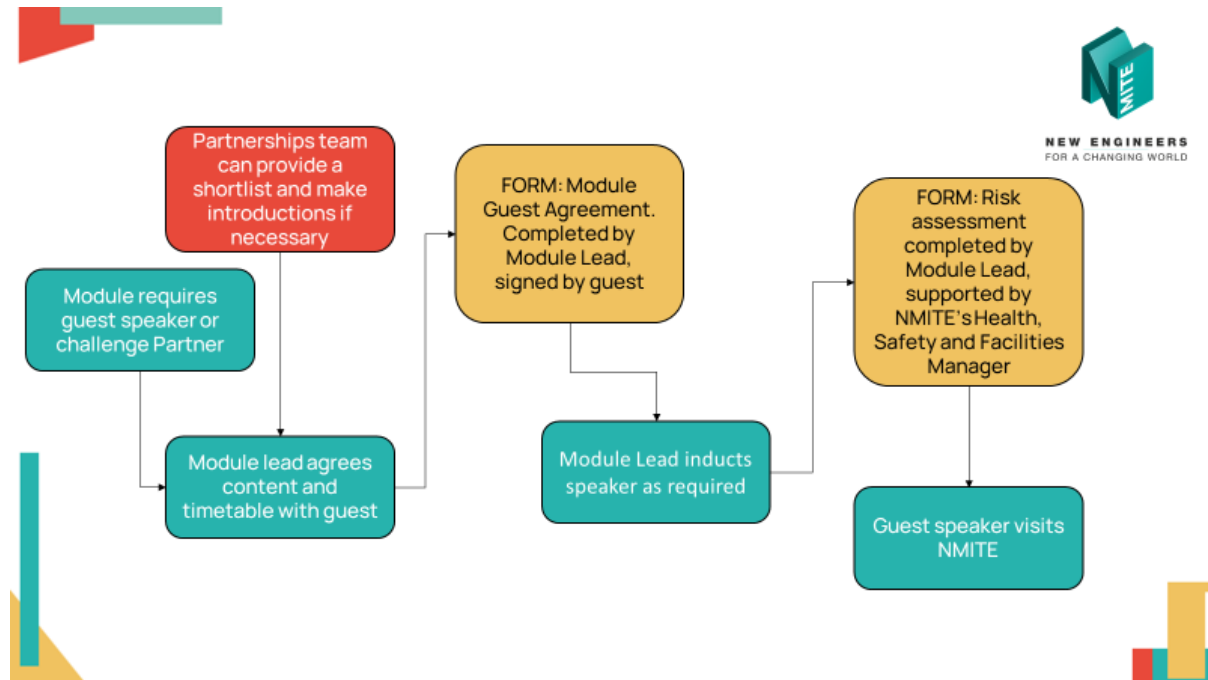 N
MITE
NEW ENGINEERS
FOR A CHANGING WORLD
Partnerships team
can provide a
shortlist and make
introductions if
necessary
Module requires
guest speaker or
challenge Partner
Module lead agrees
content and
timetable with guest
FORM: Module
Guest Agreement.
Completed by
Module Lead,
signed by guest
Module Lead inducts
speaker as required
FORM: Risk
assessment
completed by
Module Lead,
supported by
NMITE's Health,
Safety and Facilities
Manager
Guest speaker visits
NMITE